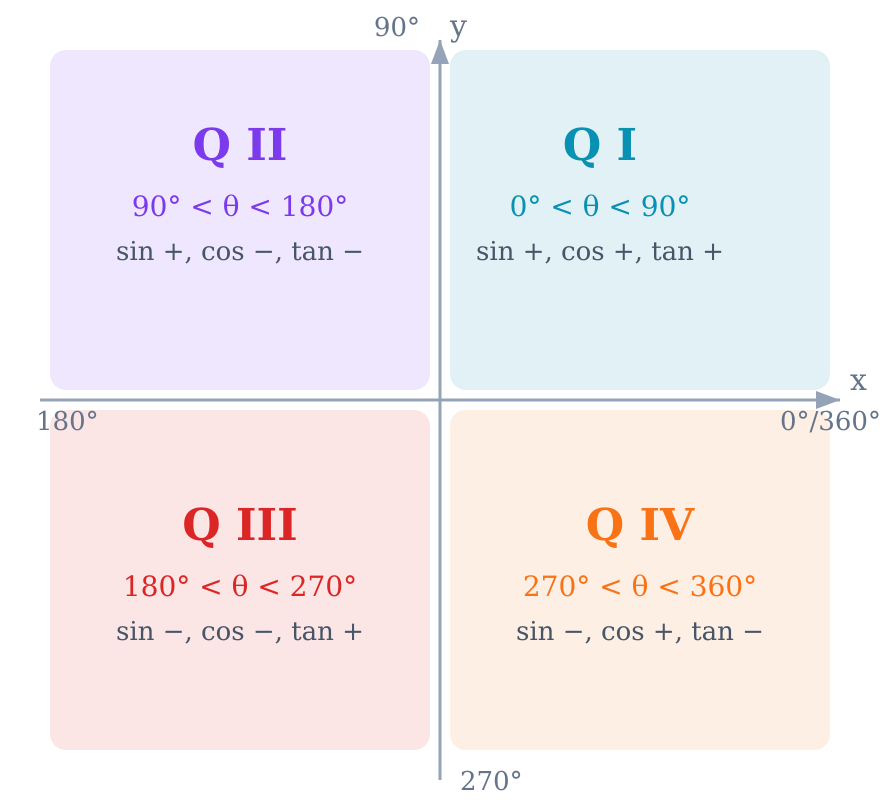 90°
y
Q II
90° < θ < 180°
sin +, cos −, tan −
Q I
0° < θ < 90°
sin +, cos +, tan +
x
180°
0°/360°
Q III
180° < θ < 270°
sin −, cos −, tan +
Q IV
270° < θ < 360°
sin −, cos +, tan −
270°